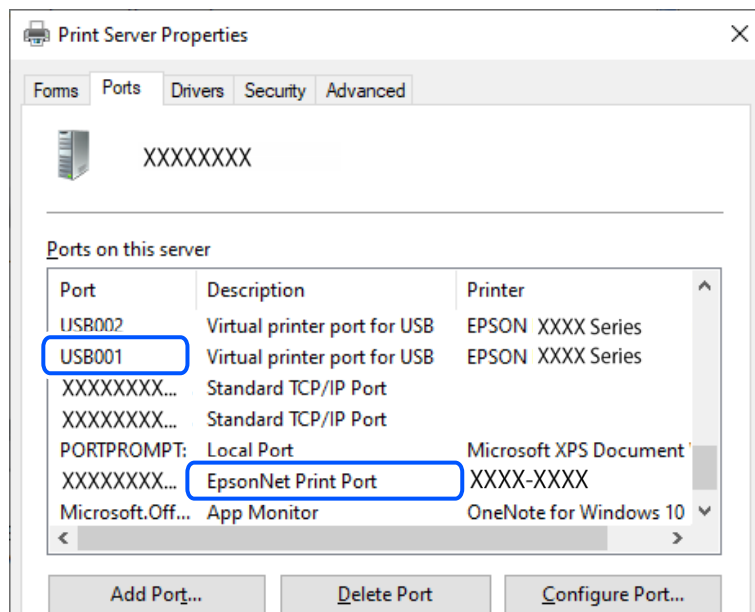 Print Server Properties
Forms Ports Drivers Security Advanced
XXXXXXXX
Ports on this server
Port Description Printer
USB002 Virtual printer port for USB EPSON XXXX Series
USB001 Virtual printer port for USB EPSON XXXX Series
XXXXXXXX... Standard TCP/IP Port
XXXXXXXX... Standard TCP/IP Port
PORTPROMPT: Local Port Microsoft XPS Document
XXXXXXXX... EpsonNet Print Port XXXX-XXXX
Microsoft.Off... App Monitor OneNote for Windows 10
Add Port... Delete Port Configure Port...